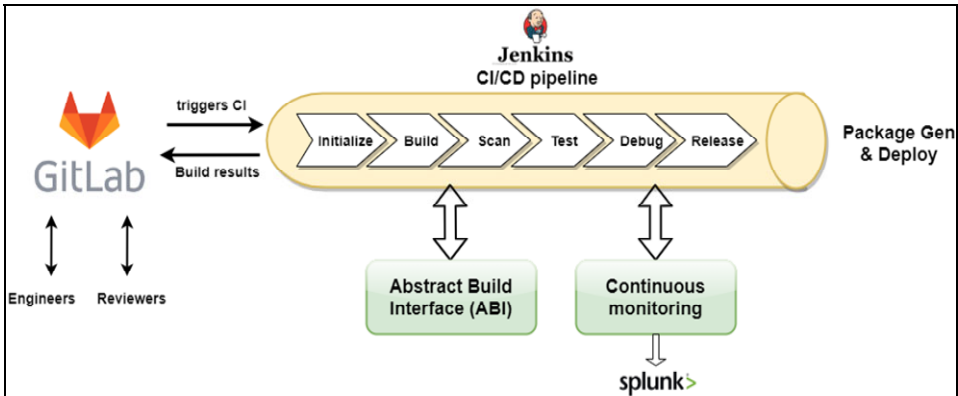 Jenkins
CI/CD pipeline
triggers CI
Build results
GitLab
Engineers
Reviewers
Initialize
Build
Scan
Test
Debug
Release
Package Gen
& Deploy
Abstract Build
Interface (ABI)
Continuous
monitoring
splunk>